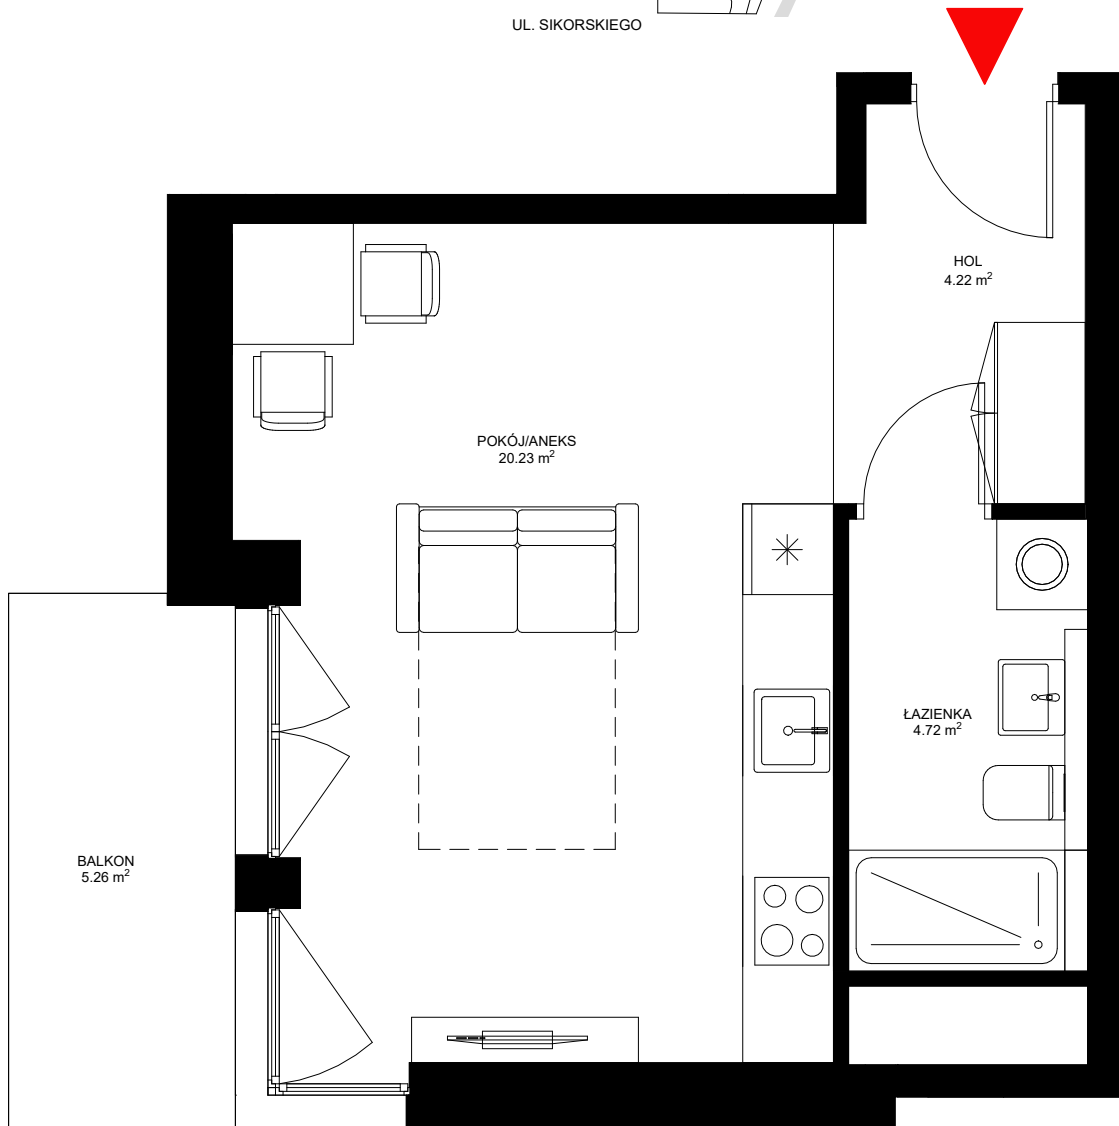 UL. SIKORSKIEGO
HOL
4.22 m²
POKÓJ/ANEKS
20.23 m²
ŁAZIENKA
4.72 m²
BALKON
5.26 m²